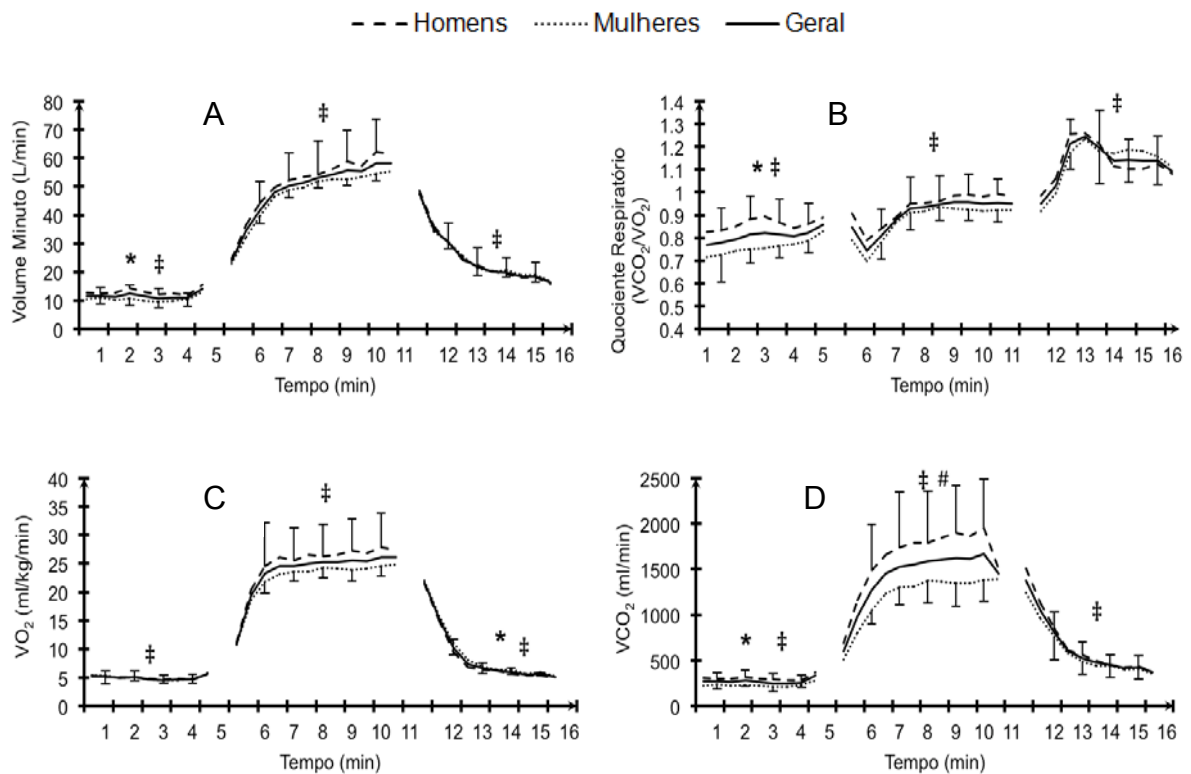 Homens Mulheres Geral
A
Volume Minuto (L/min)
80
70
60
50
40
30
20
10
0
‡
* ‡
‡
1 2 3 4 5 6 7 8 9 10 11 12 13 14 15 16
Tempo (min)
B
Quociente Respiratório
(VCO2/VO2)
1.4
1.3
1.2
1.1
1
0.9
0.8
0.7
0.6
0.5
0.4
* ‡
‡
‡
1 2 3 4 5 6 7 8 9 10 11 12 13 14 15 16
Tempo (min)
C
VO2 (ml/kg/min)
40
35
30
25
20
15
10
5
0
‡
‡
* ‡
1 2 3 4 5 6 7 8 9 10 11 12 13 14 15 16
Tempo (min)
D
VCO2 (ml/min)
2500
2000
1500
1000
500
0
* ‡
‡ #
‡
1 2 3 4 5 6 7 8 9 10 11 12 13 14 15 16
Tempo (min)